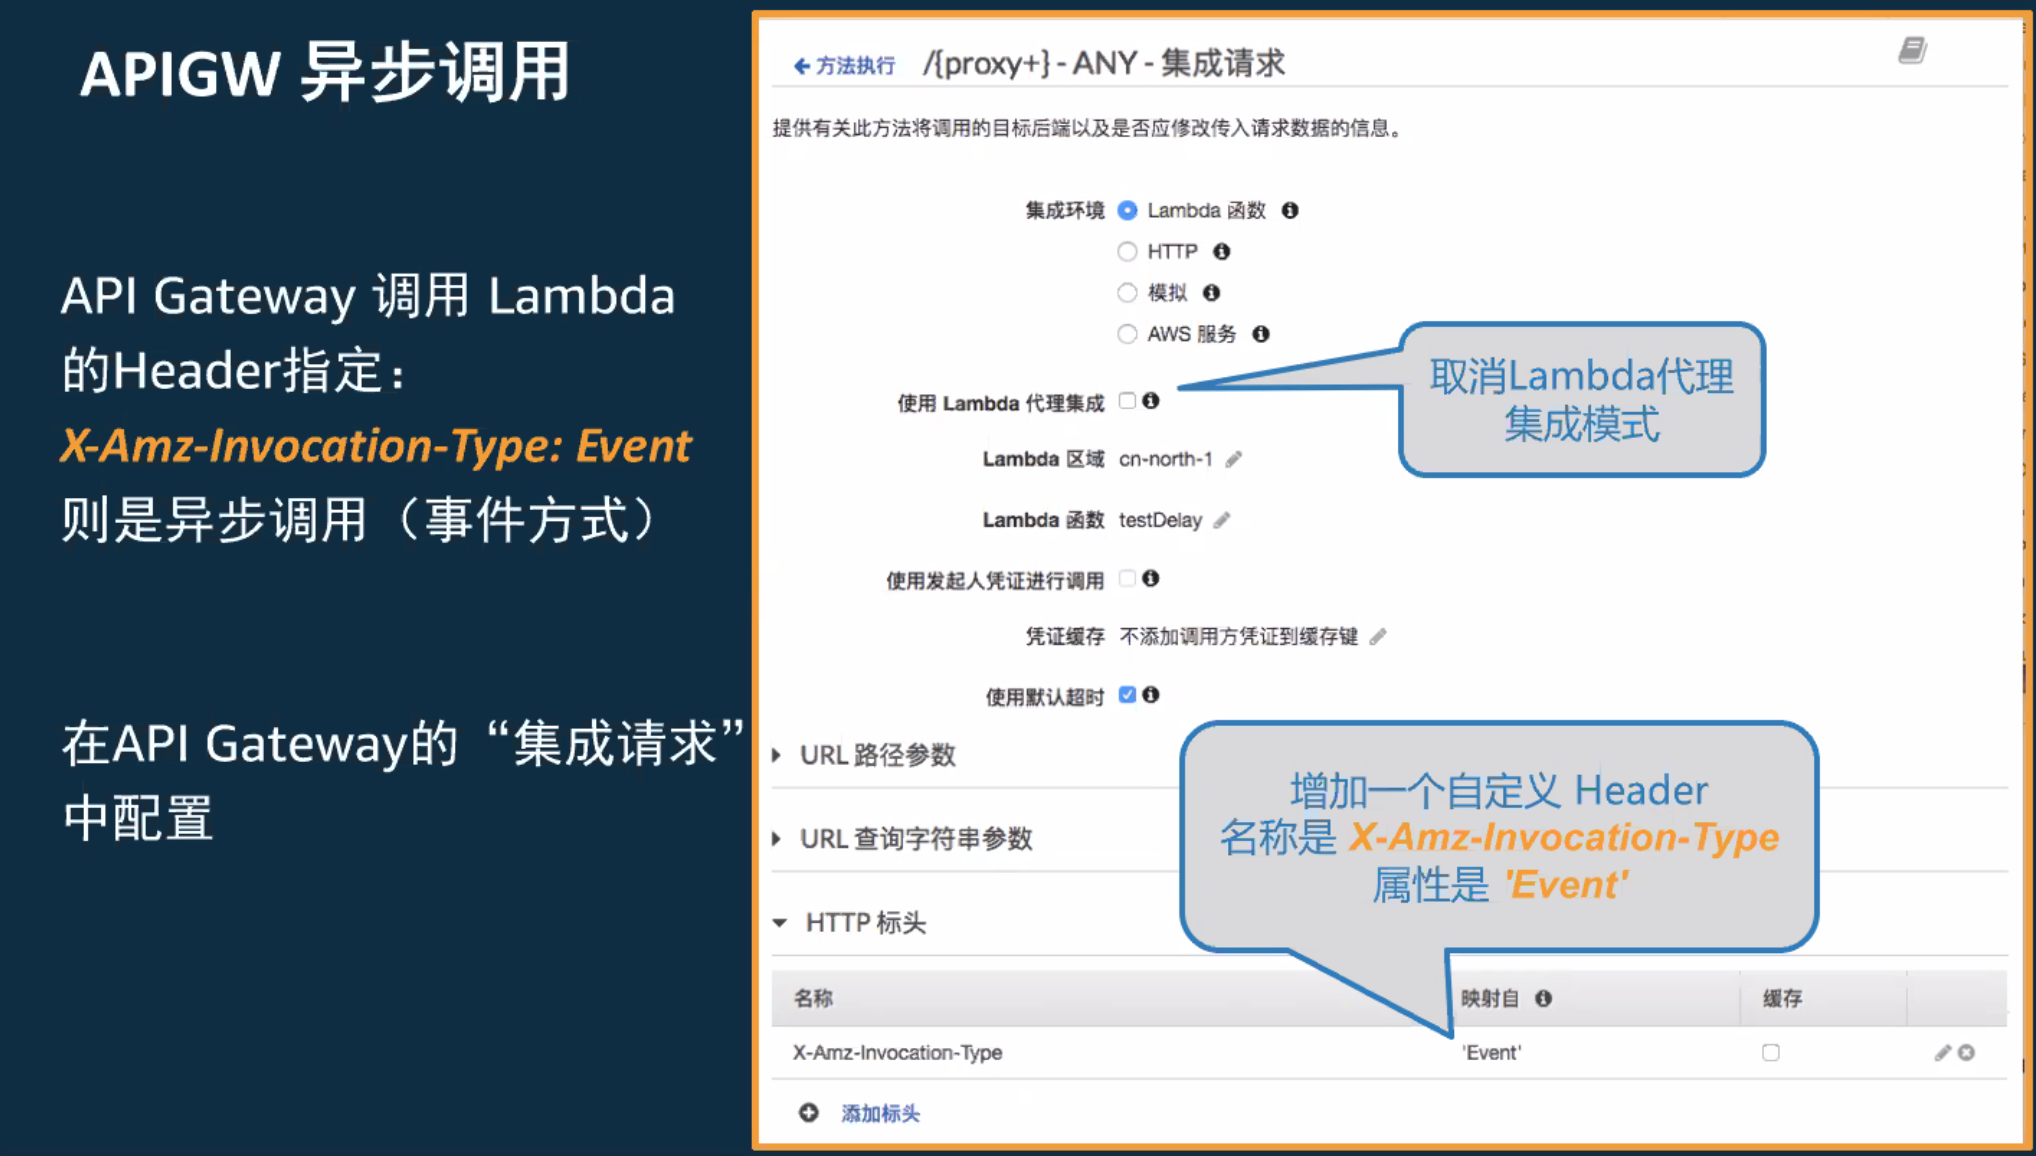 APIGW 异步调用
API Gateway 调用 Lambda
的Header指定：
X-Amz-Invocation-Type: Event
则是异步调用（事件方式）
在API Gateway的“集成请求”
中配置
方法执行 /{proxy+} - ANY - 集成请求
提供有关此方法将调用的目标后端以及是否应修改传入请求数据的信息。
集成环境 Lambda 函数
HTTP
模拟
AWS 服务
使用 Lambda 代理集成
取消Lambda代理
集成模式
Lambda 区域 cn-north-1
Lambda 函数 testDelay
使用发起人凭证进行调用
凭证缓存 不添加调用方凭证到缓存键
使用默认超时
URL 路径参数
URL 查询字符串参数
增加一个自定义 Header
名称是 X-Amz-Invocation-Type
属性是 'Event'
HTTP 标头
名称 映射自 缓存
X-Amz-Invocation-Type 'Event'
添加标头